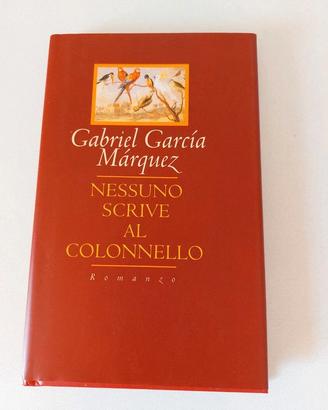 Gabriel García
Márquez
NESSUNO
SCRIVE
AL
COLONNELLO
Romanzo